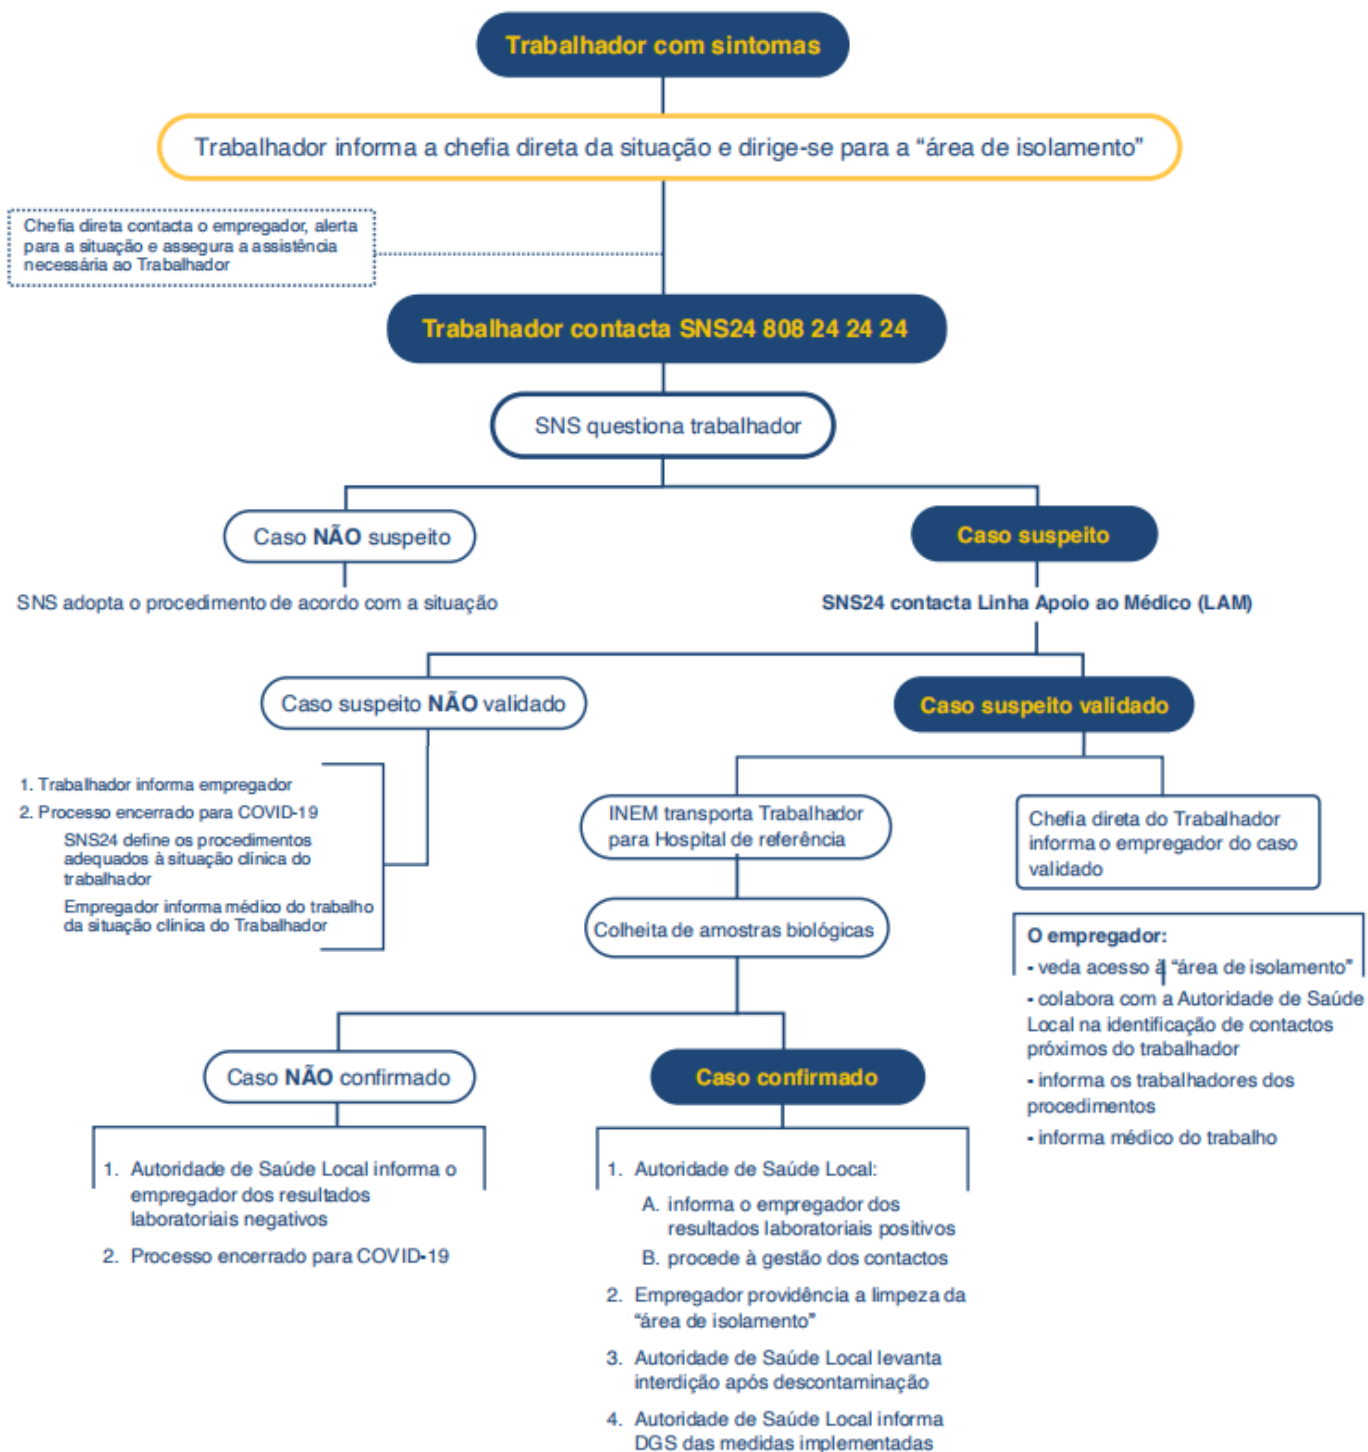 Trabalhador com sintomas
Trabalhador informa a chefia direta da situação e dirige-se para a “área de isolamento”
Chefia direta contacta o empregador, alerta
para a situação e assegura a assistência
necessária ao Trabalhador
Trabalhador contacta SNS24 808 24 24 24
SNS questiona trabalhador
Caso NÃO suspeito
Caso suspeito
SNS adopta o procedimento de acordo com a situação
SNS24 contacta Linha Apoio ao Médico (LAM)
Caso suspeito NÃO validado
Caso suspeito validado
1. Trabalhador informa empregador
2. Processo encerrado para COVID-19
SNS24 define os procedimentos
adequados à situação clínica do
trabalhador
Empregador informa médico do trabalho
da situação clínica do Trabalhador
INEM transporta Trabalhador
para Hospital de referência
Chefia direta do Trabalhador
informa o empregador do caso
validado
Colheita de amostras biológicas
O empregador:
- veda acesso à “área de isolamento”
- colabora com a Autoridade de Saúde
Local na identificação de contactos
próximos do trabalhador
- informa os trabalhadores dos
procedimentos
- informa médico do trabalho
Caso NÃO confirmado
Caso confirmado
1. Autoridade de Saúde Local informa o
empregador dos resultados
laboratoriais negativos
2. Processo encerrado para COVID-19
1. Autoridade de Saúde Local:
A. informa o empregador dos
resultados laboratoriais positivos
B. procede à gestão dos contactos
2. Empregador providência a limpeza da
“área de isolamento”
3. Autoridade de Saúde Local levanta
interdição após descontaminação
4. Autoridade de Saúde Local informa
DGS das medidas implementadas